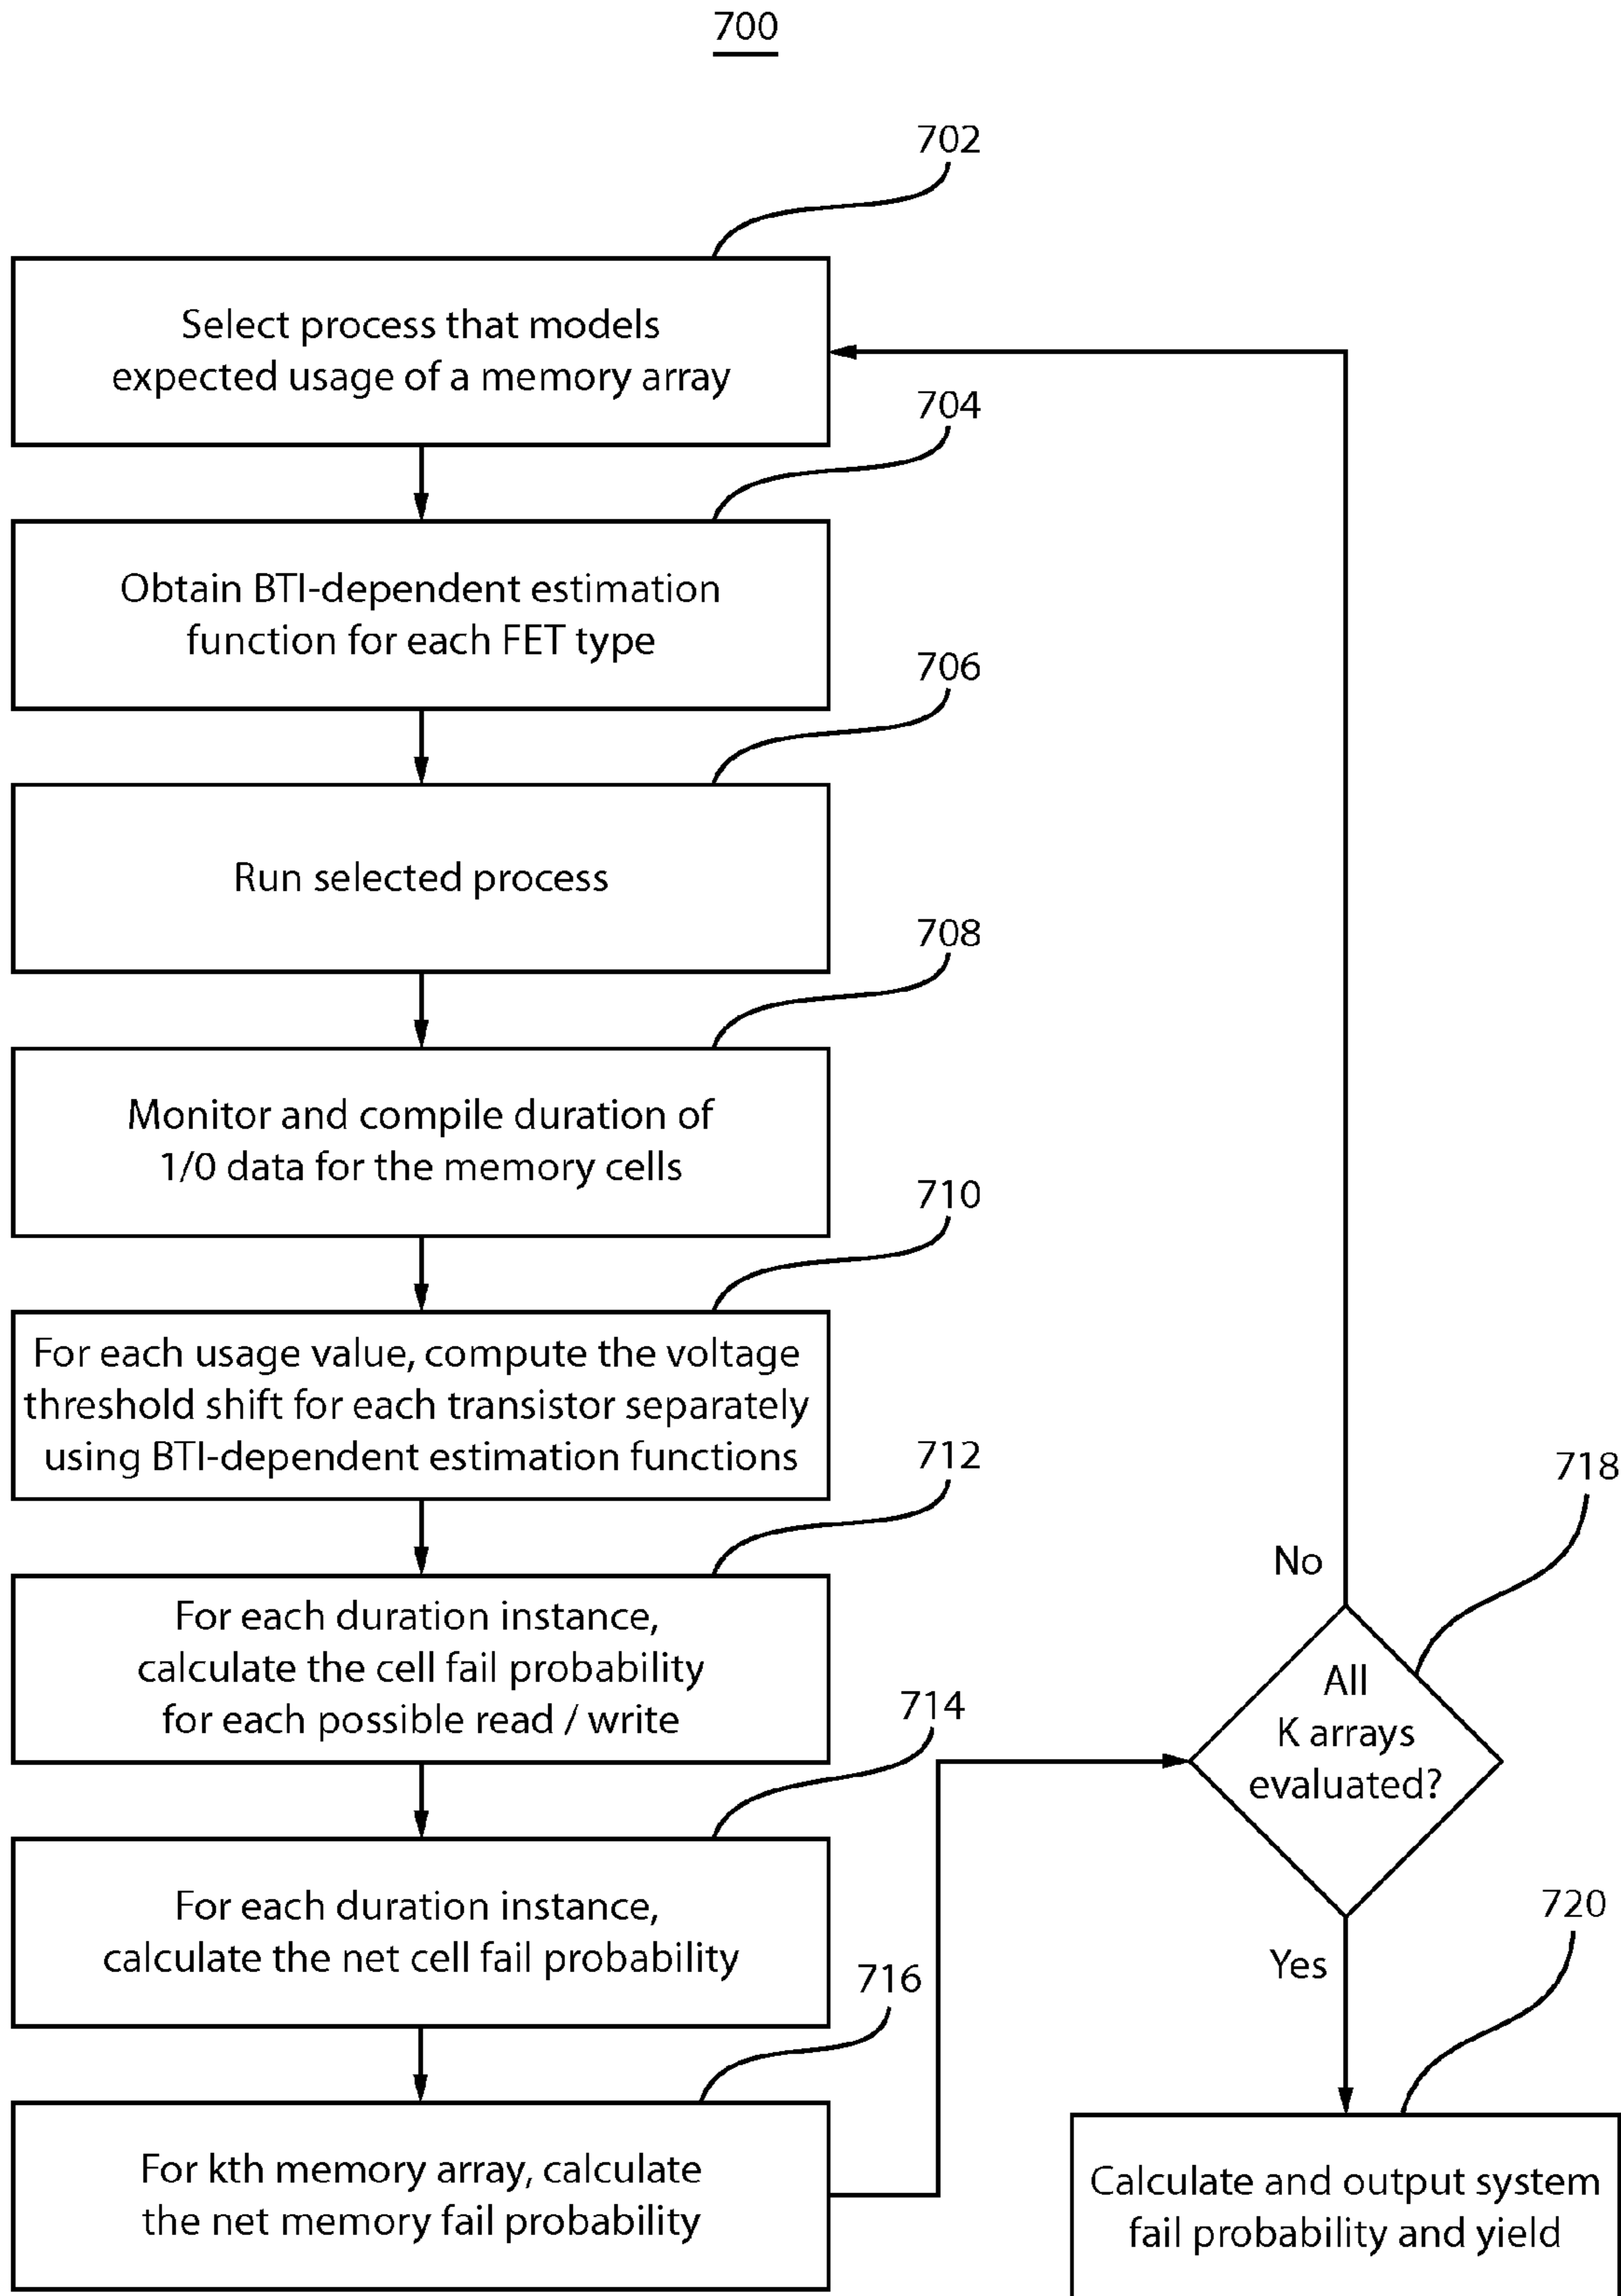 700
702
Select process that models
expected usage of a memory array
704
Obtain BTI-dependent estimation
function for each FET type
706
Run selected process
708
Monitor and compile duration of
1/0 data for the memory cells
710
For each usage value, compute the voltage
threshold shift for each transistor separately
using BTI-dependent estimation functions
712
For each duration instance,
calculate the cell fail probability
for each possible read / write
714
For each duration instance,
calculate the net cell fail probability
716
For kth memory array, calculate
the net memory fail probability
718
No
All
K arrays
evaluated?
Yes
720
Calculate and output system
fail probability and yield